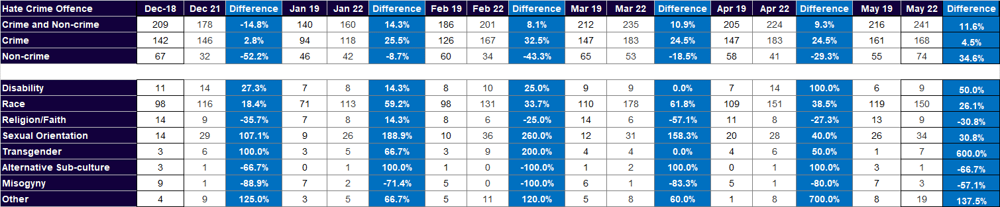 Hate Crime Offence Dec-18 Dec 21 Difference Jan 19 Jan 22 Difference Feb 19 Feb 22 Difference Mar 19 Mar 22 Difference Apr 19 Apr 22 Difference May 19 May 22 Difference
Crime and Non-crime 209 178 -14.8% 140 160 14.3% 186 201 8.1% 212 235 10.9% 205 224 9.3% 216 241 11.6%
Crime 142 146 2.8% 94 118 25.5% 126 167 32.5% 147 183 24.5% 147 183 24.5% 161 168 4.5%
Non-crime 67 32 -52.2% 46 42 -8.7% 60 34 -43.3% 65 53 -18.5% 58 41 -29.3% 55 74 34.6%
Disability 11 14 27.3% 7 8 14.3% 8 10 25.0% 9 9 0.0% 7 14 100.0% 6 9 50.0%
Race 98 116 18.4% 71 113 59.2% 98 131 33.7% 110 178 61.8% 109 151 38.5% 119 150 26.1%
Religion/Faith 14 9 -35.7% 7 8 14.3% 8 6 -25.0% 14 6 -57.1% 11 8 -27.3% 13 9 -30.8%
Sexual Orientation 14 29 107.1% 9 26 188.9% 10 36 260.0% 12 31 158.3% 20 28 40.0% 26 34 30.8%
Transgender 3 6 100.0% 3 5 66.7% 3 9 200.0% 4 4 0.0% 4 6 50.0% 1 7 600.0%
Alternative Sub-culture 3 1 -66.7% 0 1 100.0% 1 0 -100.0% 1 2 100.0% 0 1 100.0% 3 1 -66.7%
Misogyny 9 1 -88.9% 7 2 -71.4% 5 0 -100.0% 6 1 -83.3% 5 1 -80.0% 7 3 -57.1%
Other 4 9 125.0% 3 5 66.7% 5 11 120.0% 5 8 60.0% 1 8 700.0% 8 19 137.5%